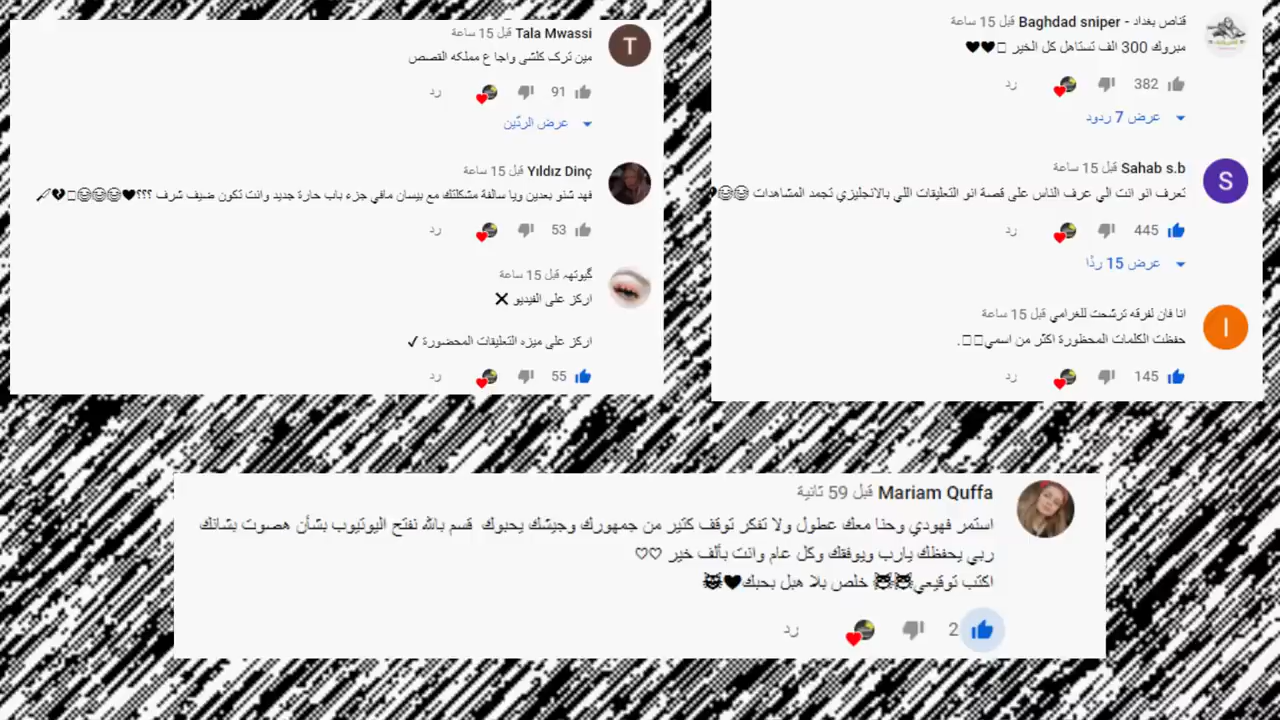 قناص بغداد - Baghdad sniper قبل 15 ساعة
مبروك 300 الف تستاهل كل الخير 🖤🖤
382
رد
عرض 7 ردود
S
Sahab s.b قبل 15 ساعة
تعرف انو انت الي عرف الناس على قصة انو التعليقات اللي بالانجليزي تجمد المشاهدات
445
رد
عرض 15 ردًا
I
انا فان لفرقه ترشحت للغرامي قبل 15 ساعة
حفظت الكلمات المحظورة اكثر من اسمي.
145
رد
T
Tala Mwassi قبل 15 ساعة
مين ترك كلشى واجا ع مملكه القصص
91
رد
عرض الردّين
Yıldız Dinç قبل 15 ساعة
فهد شنو بعدين ويا سالفة مشكلتك مع بيسان مافي جزء باب حارة جديد وانت تكون ضيف شرف ؟؟؟
53
رد
گيوتهہ قبل 15 ساعة
اركز على الفيديو ❌
اركز على ميزه التعليقات المحضورة ✔
55
رد
Mariam Quffa قبل 59 ثانية
استمر فهودي وحنا معك عطول ولا تفكر توقف كثير من جمهورك وجيشك يحبوك قسم بالله نفتح اليوتيوب بشأن هصوت بشانك
ربي يحفظك يارب ويوفقك وكل عام وانت بألف خير ♡♡
اكتب توقيعي خلص بلا هبل بحبك🖤
2
رد